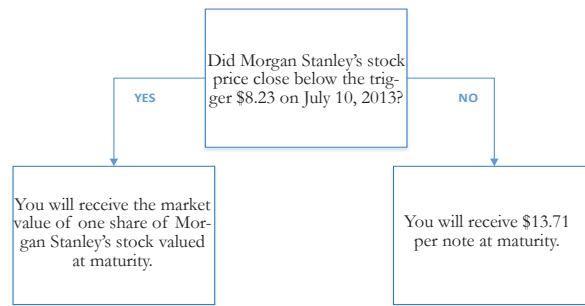 Did Morgan Stanley's stock
price close below the trig-
ger $8.23 on July 10, 2013?
YES
NO
You will receive the market
value of one share of Mor-
gan Stanley's stock valued
at maturity.
You will receive $13.71
per note at maturity.